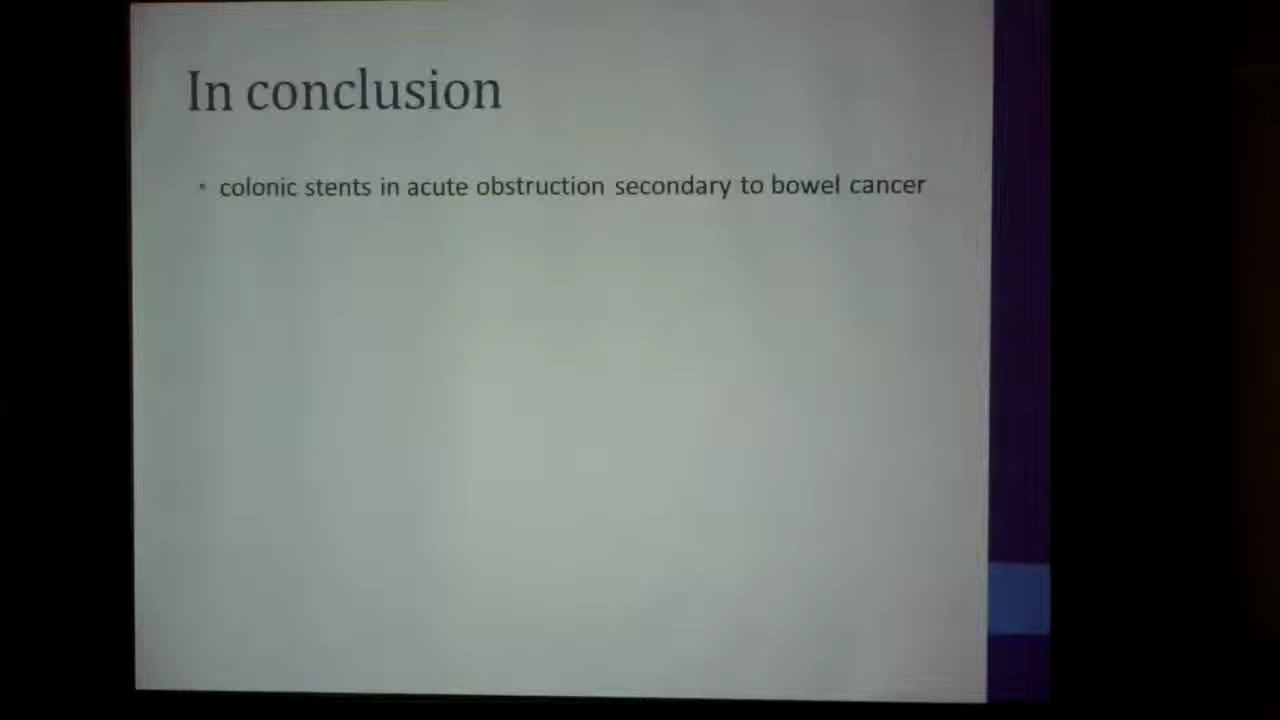 In conclusion
• colonic stents in acute obstruction secondary to bowel cancer